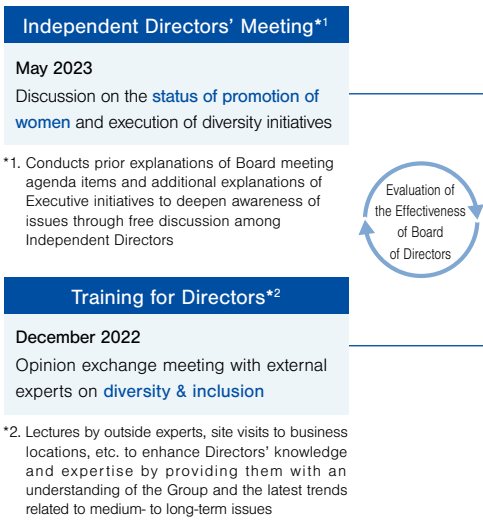 Independent Directors' Meeting*1
May 2023
Discussion on the status of promotion of
women and execution of diversity initiatives
*1. Conducts prior explanations of Board meeting
agenda items and additional explanations of
Executive initiatives to deepen awareness of
issues through free discussion among
Independent Directors
Evaluation of
the Effectiveness
of Board
of Directors
Training for Directors*2
December 2022
Opinion exchange meeting with external
experts on diversity & inclusion
*2. Lectures by outside experts, site visits to business
locations, etc. to enhance Directors' knowledge
and expertise by providing them with an
understanding of the Group and the latest trends
related to medium- to long-term issues